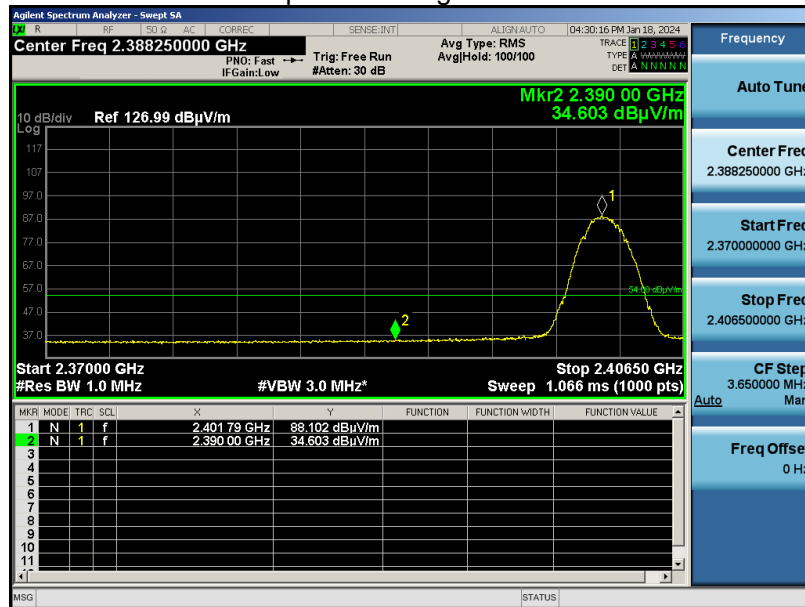 Agilent Spectrum Analyzer - Swept SA
R RF 50 Ω AC CORREC SENSE:INT ALIGN AUTO 04:30:16 PM Jan 18, 2024
Center Freq 2.388250000 GHz
PNO: Fast
IFGain:Low
Trig: Free Run
#Atten: 30 dB
Avg Type: RMS
Avg|Hold: 100/100
TRACE 1 2 3 4 5 6
TYPE A WWWWW
DET A N N N N N
Mkr2 2.390 00 GHz
34.603 dBµV/m
10 dB/div Ref 126.99 dBµV/m
Log
117
107
97.0
87.0
77.0
67.0
57.0
47.0
37.0
1
2
54.00 dBµV/m
Start 2.37000 GHz Stop 2.40650 GHz
#Res BW 1.0 MHz #VBW 3.0 MHz* Sweep 1.066 ms (1000 pts)
MKR MODE TRC SCL X Y FUNCTION FUNCTION WIDTH FUNCTION VALUE
1 N 1 f 2.401 79 GHz 88.102 dBµV/m
2 N 1 f 2.390 00 GHz 34.603 dBµV/m
3
4
5
6
7
8
9
10
11
MSG STATUS
Frequency
Auto Tune
Center Freq
2.388250000 GHz
Start Freq
2.370000000 GHz
Stop Freq
2.406500000 GHz
CF Step
3.650000 MHz
Auto Man
Freq Offset
0 Hz